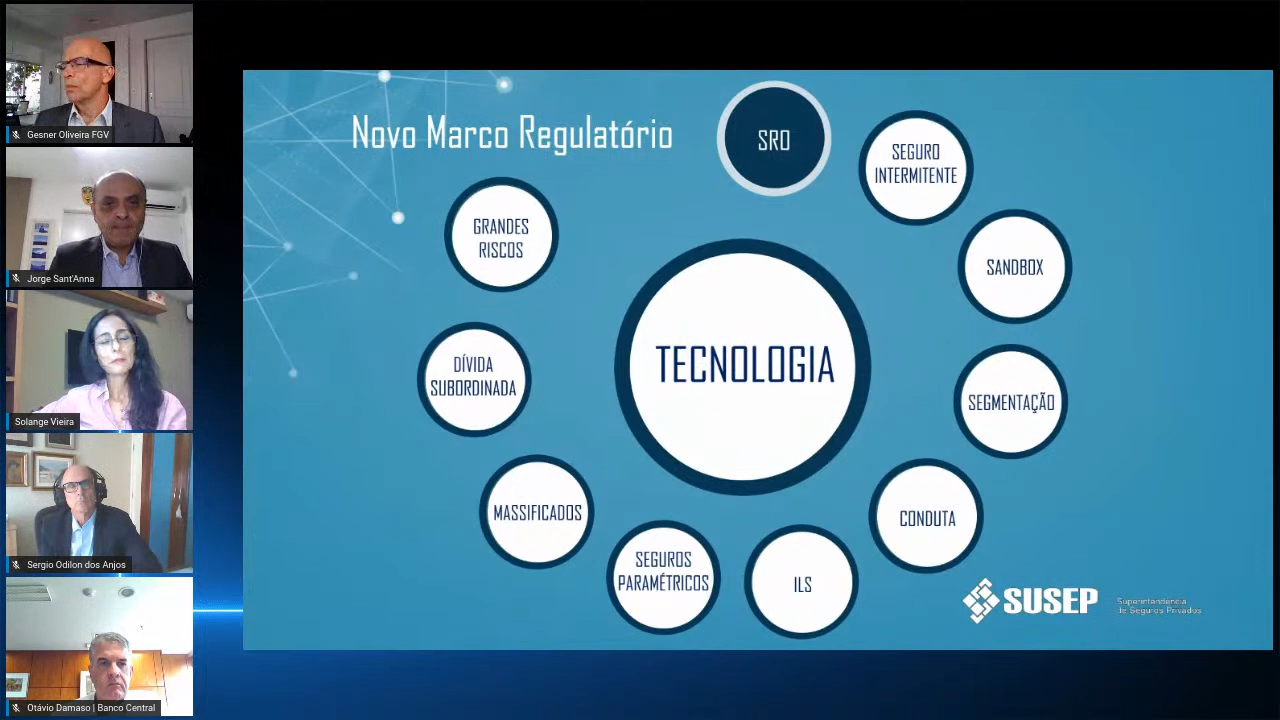 Gesner Oliveira FGV
Jorge Sant'Anna
Solange Vieira
Sergio Odilon dos Anjos
Otávio Damaso | Banco Central
Novo Marco Regulatório
SRO
SEGURO
INTERMITENTE
SANDBOX
SEGMENTAÇÃO
CONDUTA
ILS
SEGUROS
PARAMÉTRICOS
MASSIFICADOS
DÍVIDA
SUBORDINADA
GRANDES
RISCOS
TECNOLOGIA
SUSEP
Superintendência
de Seguros Privados